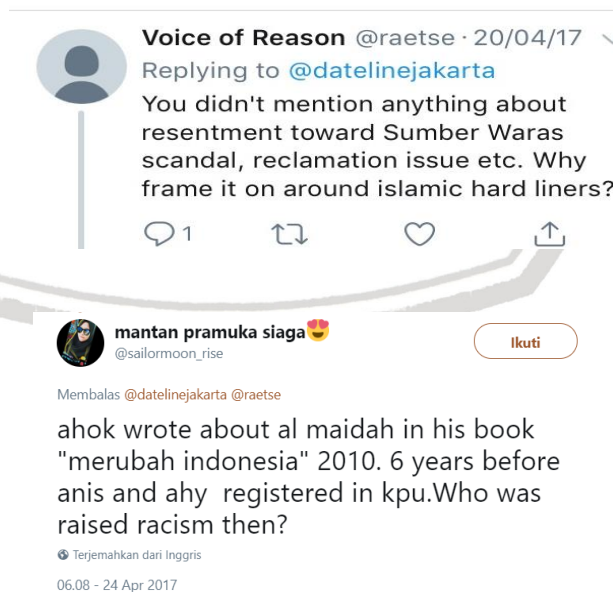 Voice of Reason @raetse · 20/04/17
Replying to @datelinejakarta
You didn't mention anything about
resentment toward Sumber Waras
scandal, reclamation issue etc. Why
frame it on around islamic hard liners?
1
mantan pramuka siaga😍
@sailormoon_rise
Ikuti
Membalas @datelinejakarta @raetse
ahok wrote about al maidah in his book
"merubah indonesia" 2010. 6 years before
anis and ahy registered in kpu.Who was
raised racism then?
Terjemahkan dari Inggris
06.08 - 24 Apr 2017